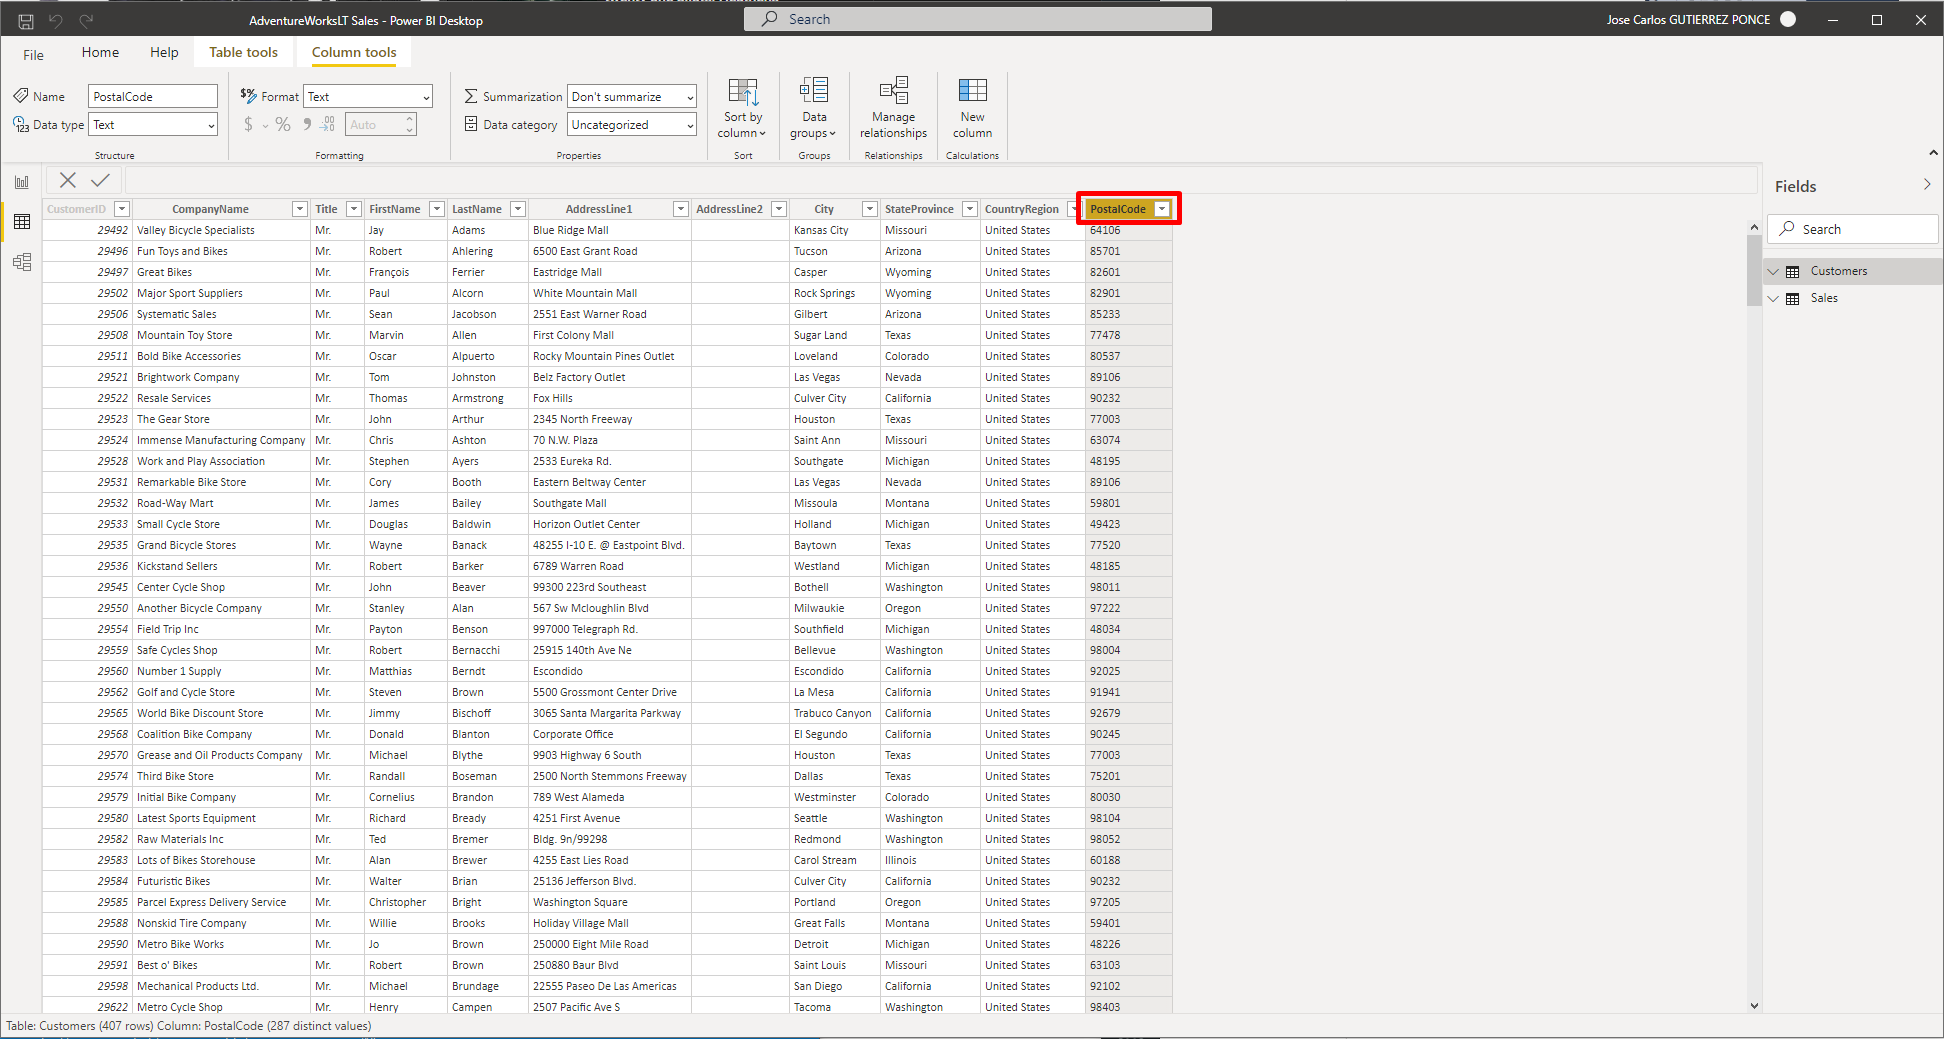 AdventureWorksLT Sales - Power BI Desktop
Search
Jose Carlos GUTIERREZ PONCE
File Home Help Table tools Column tools
Name PostalCode
Data type Text
Structure
Format Text
$ % 9 .00 Auto
Formatting
Summarization Don't summarize
Data category Uncategorized
Properties
Sort by column
Sort
Data groups
Groups
Manage relationships
Relationships
New column
Calculations
Fields
Search
Customers
Sales
CustomerID CompanyName Title FirstName LastName AddressLine1 AddressLine2 City StateProvince CountryRegion PostalCode
29492 Valley Bicycle Specialists Mr. Jay Adams Blue Ridge Mall Kansas City Missouri United States 64106
29496 Fun Toys and Bikes Mr. Robert Ahlering 6500 East Grant Road Tucson Arizona United States 85701
29497 Great Bikes Mr. François Ferrier Eastridge Mall Casper Wyoming United States 82601
29502 Major Sport Suppliers Mr. Paul Alcorn White Mountain Mall Rock Springs Wyoming United States 82901
29506 Systematic Sales Mr. Sean Jacobson 2551 East Warner Road Gilbert Arizona United States 85233
29508 Mountain Toy Store Mr. Marvin Allen First Colony Mall Sugar Land Texas United States 77478
29511 Bold Bike Accessories Mr. Oscar Alpuerto Rocky Mountain Pines Outlet Loveland Colorado United States 80537
29521 Brightwork Company Mr. Tom Johnston Belz Factory Outlet Las Vegas Nevada United States 89106
29522 Resale Services Mr. Thomas Armstrong Fox Hills Culver City California United States 90232
29523 The Gear Store Mr. John Arthur 2345 North Freeway Houston Texas United States 77003
29524 Immense Manufacturing Company Mr. Chris Ashton 70 N.W. Plaza Saint Ann Missouri United States 63074
29528 Work and Play Association Mr. Stephen Ayers 2533 Eureka Rd. Southgate Michigan United States 48195
29531 Remarkable Bike Store Mr. Cory Booth Eastern Beltway Center Las Vegas Nevada United States 89106
29532 Road-Way Mart Mr. James Bailey Southgate Mall Missoula Montana United States 59801
29533 Small Cycle Store Mr. Douglas Baldwin Horizon Outlet Center Holland Michigan United States 49423
29535 Grand Bicycle Stores Mr. Wayne Banack 48255 I-10 E. @ Eastpoint Blvd. Baytown Texas United States 77520
29536 Kickstand Sellers Mr. Robert Barker 6789 Warren Road Westland Michigan United States 48185
29545 Center Cycle Shop Mr. John Beaver 99300 223rd Southeast Bothell Washington United States 98011
29550 Another Bicycle Company Mr. Stanley Alan 567 Sw Mcloughlin Blvd Milwaukie Oregon United States 97222
29554 Field Trip Inc Mr. Payton Benson 997000 Telegraph Rd. Southfield Michigan United States 48034
29559 Safe Cycles Shop Mr. Robert Bernacchi 25915 140th Ave Ne Bellevue Washington United States 98004
29560 Number 1 Supply Mr. Matthias Berndt Escondido Escondido California United States 92025
29562 Golf and Cycle Store Mr. Steven Brown 5500 Grossmont Center Drive La Mesa California United States 91941
29565 World Bike Discount Store Mr. Jimmy Bischoff 3065 Santa Margarita Parkway Trabuco Canyon California United States 92679
29568 Coalition Bike Company Mr. Donald Blanton Corporate Office El Segundo California United States 90245
29570 Grease and Oil Products Company Mr. Michael Blythe 9903 Highway 6 South Houston Texas United States 77003
29574 Third Bike Store Mr. Randall Boseman 2500 North Stemmons Freeway Dallas Texas United States 75201
29579 Initial Bike Company Mr. Cornelius Brandon 789 West Alameda Westminster Colorado United States 80030
29580 Latest Sports Equipment Mr. Richard Bready 4251 First Avenue Seattle Washington United States 98104
29582 Raw Materials Inc Mr. Ted Bremer Bldg. 9n/99298 Redmond Washington United States 98052
29583 Lots of Bikes Storehouse Mr. Alan Brewer 4255 East Lies Road Carol Stream Illinois United States 60188
29584 Futuristic Bikes Mr. Walter Brian 25136 Jefferson Blvd. Culver City California United States 90232
29585 Parcel Express Delivery Service Mr. Christopher Bright Washington Square Portland Oregon United States 97205
29588 Nonskid Tire Company Mr. Willie Brooks Holiday Village Mall Great Falls Montana United States 59401
29590 Metro Bike Works Mr. Jo Brown 250000 Eight Mile Road Detroit Michigan United States 48226
29591 Best o' Bikes Mr. Robert Brown 250880 Baur Blvd Saint Louis Missouri United States 63103
29598 Mechanical Products Ltd. Mr. Michael Brundage 22555 Paseo De Las Americas San Diego California United States 92102
29622 Metro Cycle Shop Mr. Henry Campen 2507 Pacific Ave S Tacoma Washington United States 98403
Table: Customers (407 rows) Column: PostalCode (287 distinct values)